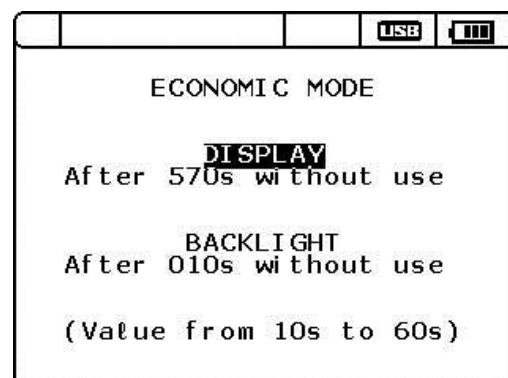 USB
ECONOMIC MODE
DISPLAY
After 570s without use
BACKLIGHT
After 010s without use
(Value from 10s to 60s)